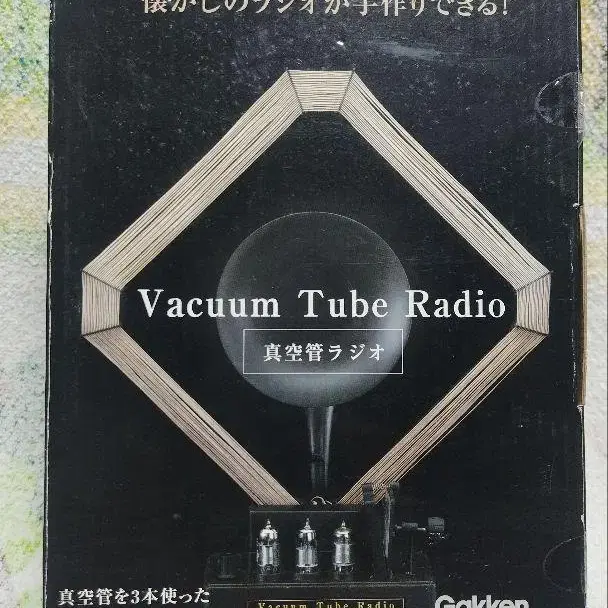 懐かしのラジオが手作りできる!
Vacuum Tube Radio
真空管ラジオ
真空管を3本使った
Vacuum Tube Radio
Gakken